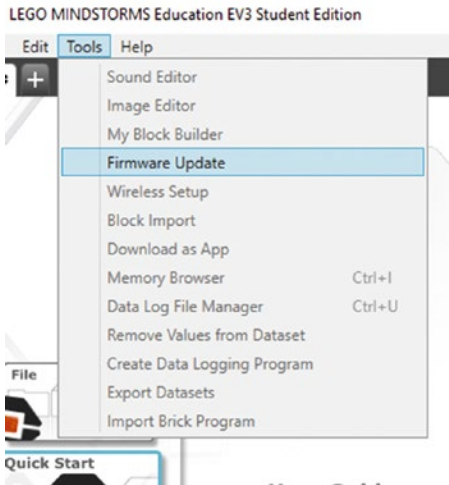 LEGO MINDSTORMS Education EV3 Student Edition
Edit Tools Help
Sound Editor
Image Editor
My Block Builder
Firmware Update
Wireless Setup
Block Import
Download as App
Memory Browser Ctrl+I
Data Log File Manager Ctrl+U
Remove Values from Dataset
Create Data Logging Program
Export Datasets
Import Brick Program
File
Quick Start